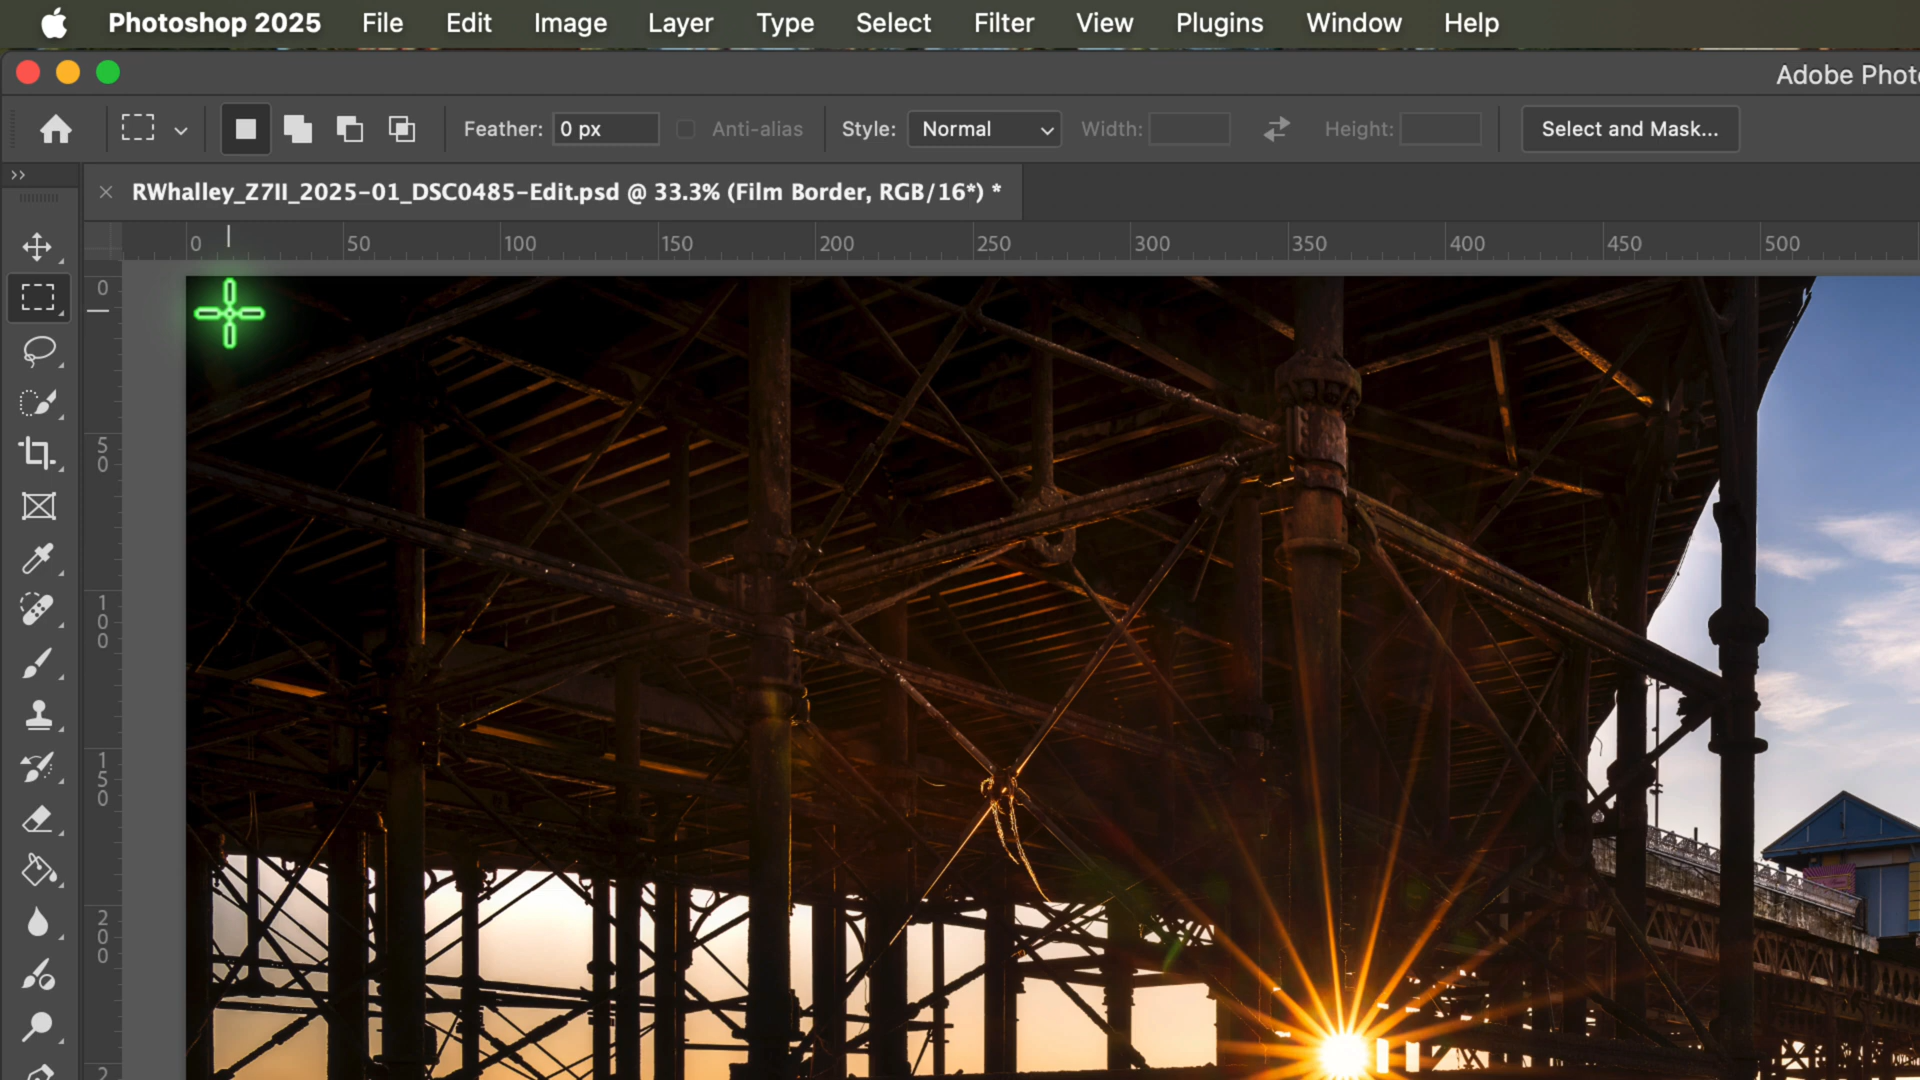 Photoshop 2025 File Edit Image Layer Type Select Filter View Plugins Window Help
Adobe Phot
Feather: 0 px Anti-alias Style: Normal Width: Height: Select and Mask...
RWhalley_Z7II_2025-01_DSC0485-Edit.psd @ 33.3% (Film Border, RGB/16*) *
0 50 100 150 200 250 300 350 400 450 500
0
50
100
150
200
2